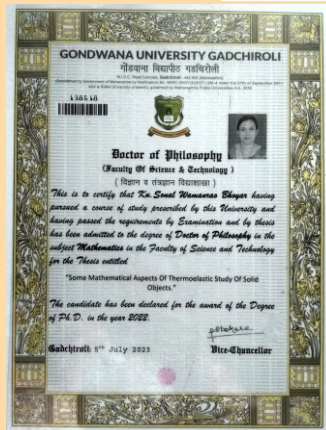 GONDWANA UNIVERSITY GADCHIROLI
गोंडवाना विद्यापीठ गडचिरोली
Doctor of Philosophy
(Faculty Of Science & Technology)
(विज्ञान व तंत्रज्ञान विद्याशाखा)
This is to certify that Ku. Sonal Wamanrao Bhoyar having
pursued a course of study prescribed by this University and
having passed the requirements by Examination and by thesis
has been admitted to the degree of Doctor of Philosophy in the
subject Mathematics in the Faculty of Science and Technology
for the Thesis entitled
"Some Mathematical Aspects Of Thermoelastic Study Of Solid
Objects."
The candidate has been declared for the award of the Degree
of Ph.D. in the year 2022.
Gadchiroli: 5th July 2023
Vice-Chancellor